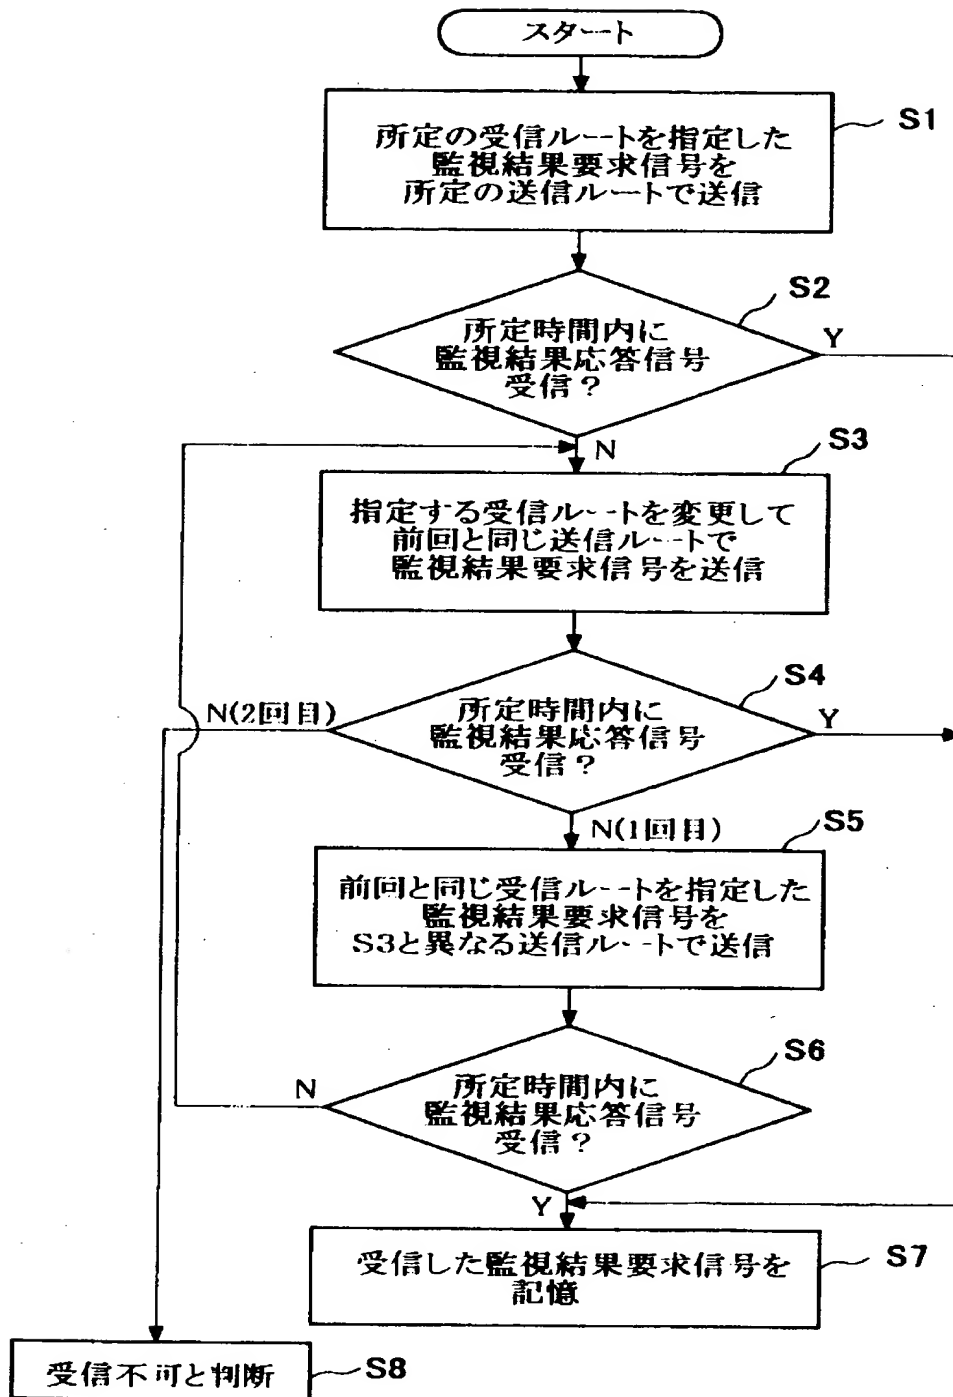 スタート
S1
所定の受信ルートを指定した
監視結果要求信号を
所定の送信ルートで送信
S2
所定時間内に
監視結果応答信号
受信？
Y
N
S3
指定する受信ルートを変更して
前回と同じ送信ルートで
監視結果要求信号を送信
S4
所定時間内に
監視結果応答信号
受信？
N(2回目)
Y
N(1回目)
S5
前回と同じ受信ルートを指定した
監視結果要求信号を
S3と異なる送信ルートで送信
S6
所定時間内に
監視結果応答信号
受信？
N
Y
S7
受信した監視結果要求信号を
記憶
受信不可と判断
S8